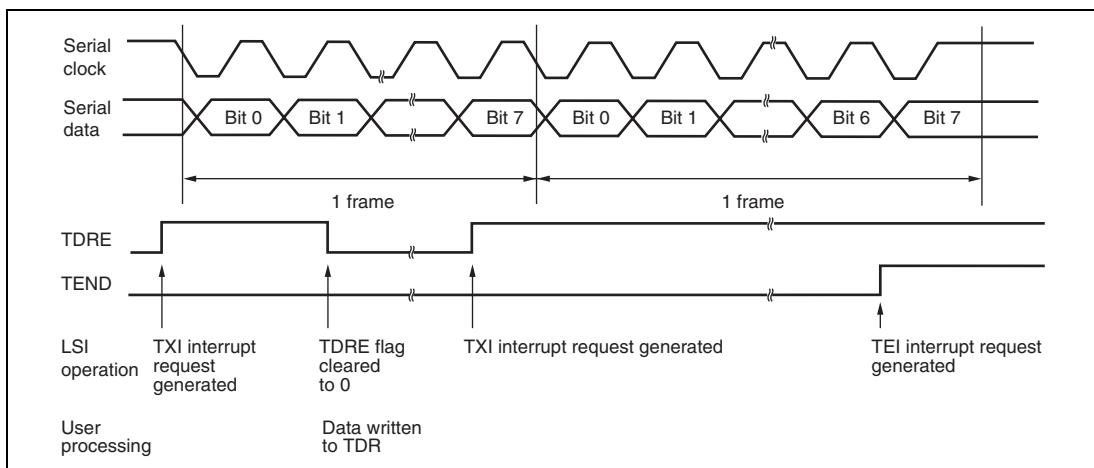 Serial
clock
Serial
data
Bit 0
Bit 1
Bit 7
Bit 0
Bit 1
Bit 6
Bit 7
1 frame
1 frame
TDRE
TEND
LSI
operation
TXI interrupt
request
generated
TDRE flag
cleared
to 0
TXI interrupt request generated
TEI interrupt request
generated
User
processing
Data written
to TDR